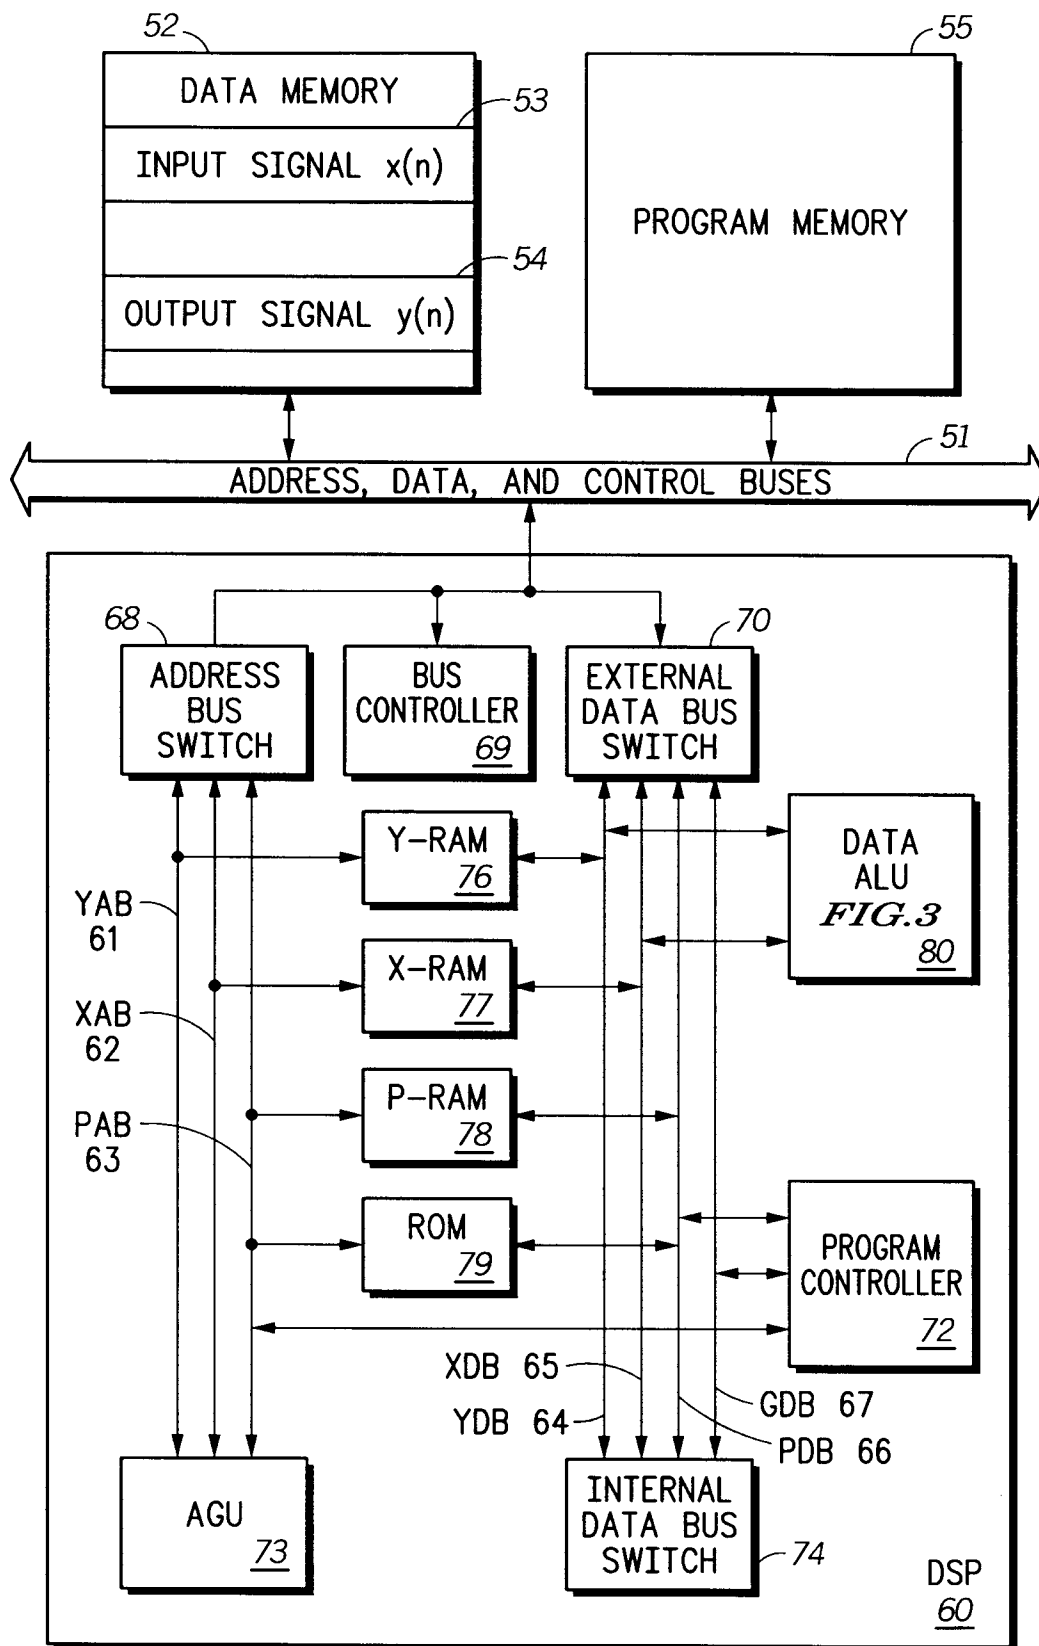 52
55
DATA MEMORY
53
INPUT SIGNAL x(n)
PROGRAM MEMORY
54
OUTPUT SIGNAL y(n)
51
ADDRESS, DATA, AND CONTROL BUSES
68
70
ADDRESS
BUS
SWITCH
BUS
CONTROLLER
69
EXTERNAL
DATA BUS
SWITCH
Y-RAM
76
DATA
ALU
FIG.3
80
YAB
61
X-RAM
77
XAB
62
P-RAM
78
PAB
63
ROM
79
PROGRAM
CONTROLLER
72
XDB 65
YDB 64
GDB 67
PDB 66
AGU
73
INTERNAL
DATA BUS
SWITCH
74
DSP
60